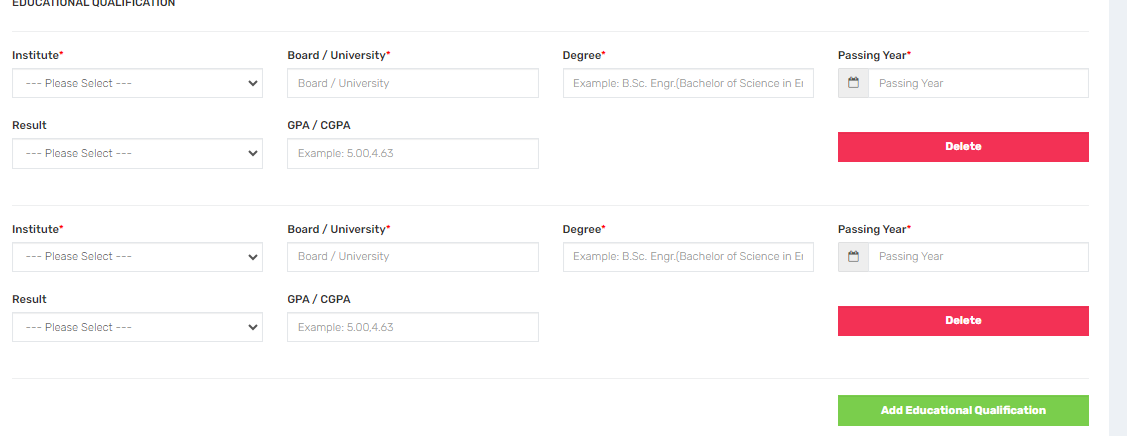 EDUCATIONAL QUALIFICATION
Institute* Board / University* Degree* Passing Year*
--- Please Select --- Board / University Example: B.Sc. Engr.(Bachelor of Science in Ei Passing Year
Result GPA / CGPA
--- Please Select --- Example: 5.00,4.63 Delete
Institute* Board / University* Degree* Passing Year*
--- Please Select --- Board / University Example: B.Sc. Engr.(Bachelor of Science in Ei Passing Year
Result GPA / CGPA
--- Please Select --- Example: 5.00,4.63 Delete
Add Educational Qualification